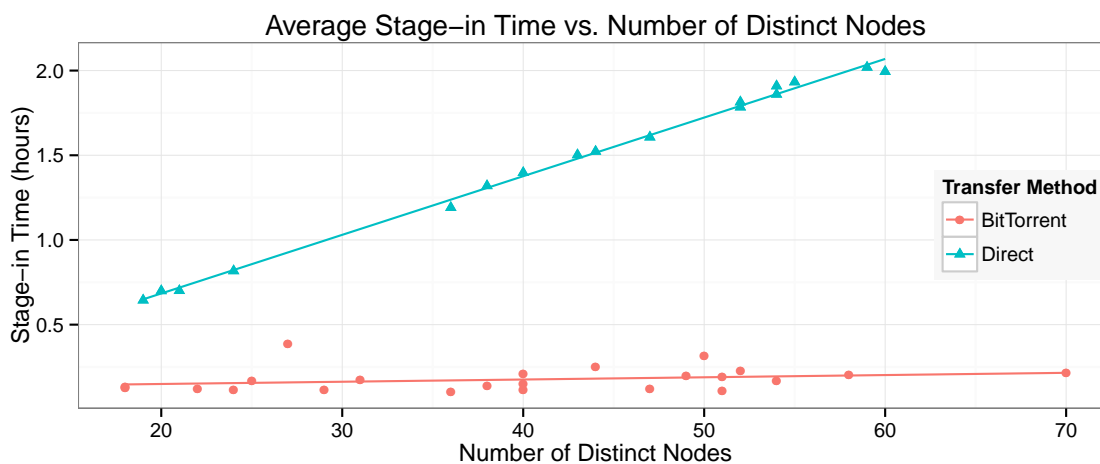 Average Stage−in Time vs. Number of Distinct Nodes
Stage−in Time (hours)
2.0
1.5
1.0
0.5
Transfer Method
BitTorrent
Direct
20 30 40 50 60 70
Number of Distinct Nodes